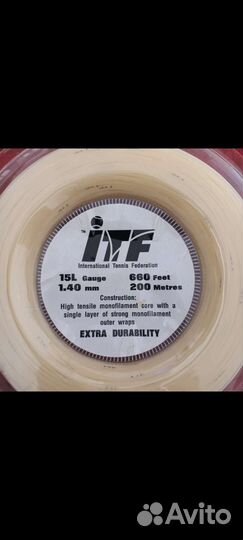 TM ITF
International Tennis Federation
15L Gauge 660 Feet
1.40 mm 200 Metres
Construction:
High tensile monofilament core with a
single layer of strong monofilament
outer wraps
EXTRA DURABILITY
Avito